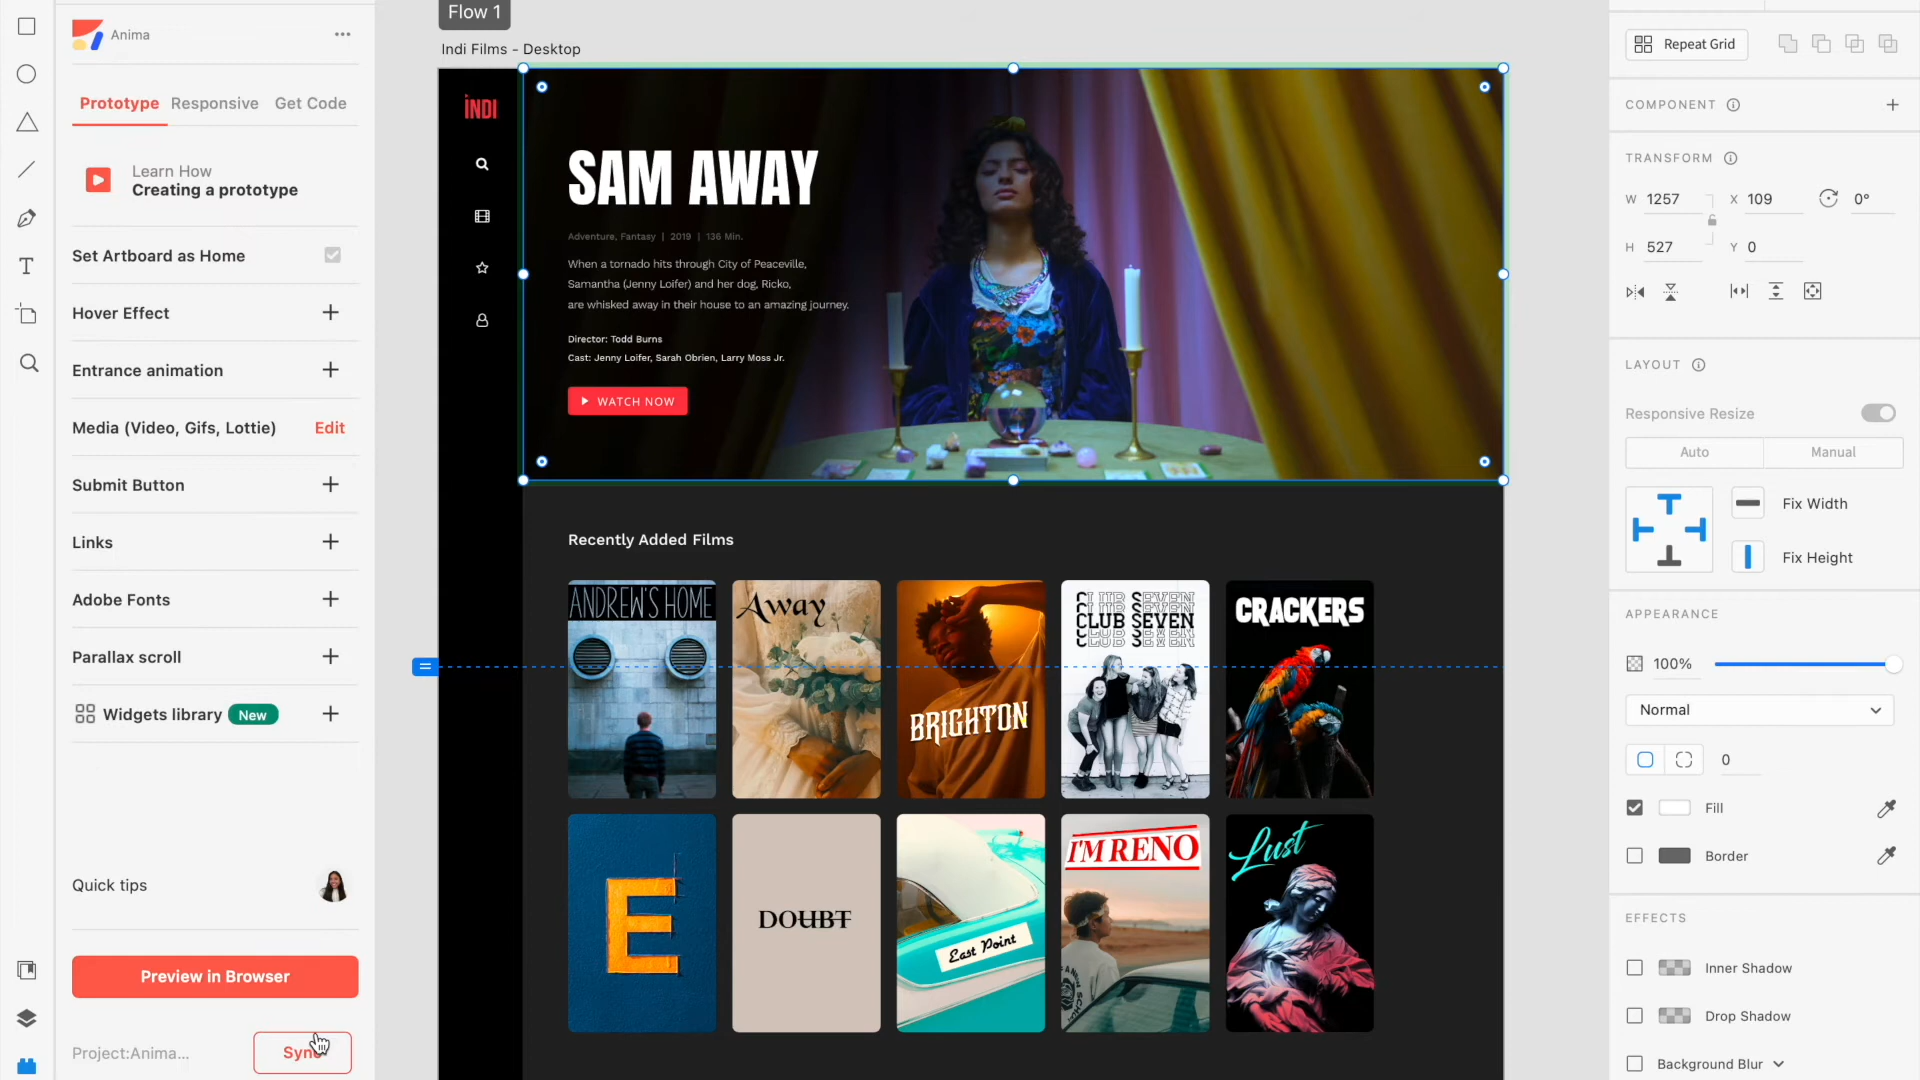 Anima
Prototype
Responsive
Get Code
Learn How
Creating a prototype
Set Artboard as Home
Hover Effect
Entrance animation
Media (Video, Gifs, Lottie)
Edit
Submit Button
Links
Adobe Fonts
Parallax scroll
Widgets library
New
Quick tips
Preview in Browser
Project:Anima...
Sync
Flow 1
Indi Films - Desktop
INDI
SAM AWAY
Adventure, Fantasy | 2019 | 136 Min.
When a tornado hits through City of Peaceville,
Samantha (Jenny Loifer) and her dog, Ricko,
are whisked away in their house to an amazing journey.
Director: Todd Burns
Cast: Jenny Loifer, Sarah Obrien, Larry Moss Jr.
WATCH NOW
Recently Added Films
ANDREW'S HOME
Away
BRIGHTON
CLUB SEVEN
CLUB SEVEN
CLUB SEVEN
CRACKERS
E
DOUBT
East Point
I'M RENO
Lust
Repeat Grid
COMPONENT
TRANSFORM
W 1257
X 109
0°
H 527
Y 0
LAYOUT
Responsive Resize
Auto
Manual
Fix Width
Fix Height
APPEARANCE
100%
Normal
0
Fill
Border
EFFECTS
Inner Shadow
Drop Shadow
Background Blur